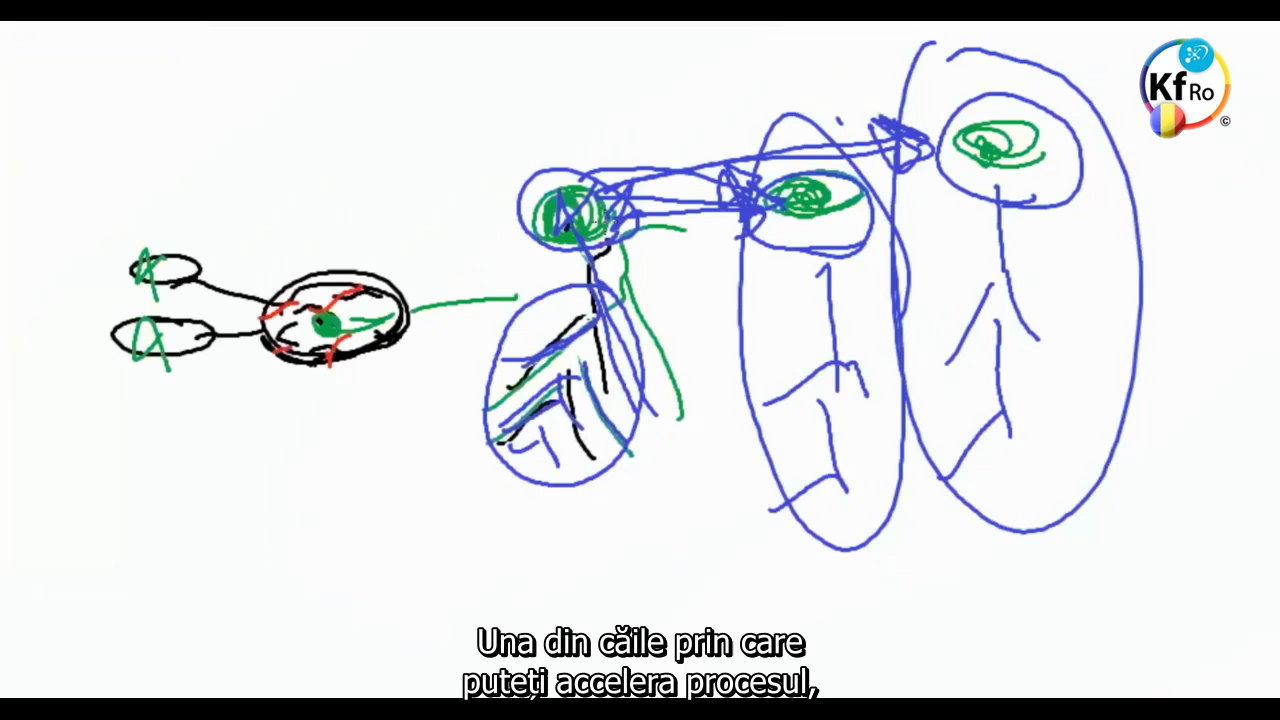 Kf Ro
©
Una din căile prin care
puteți accelera procesul,